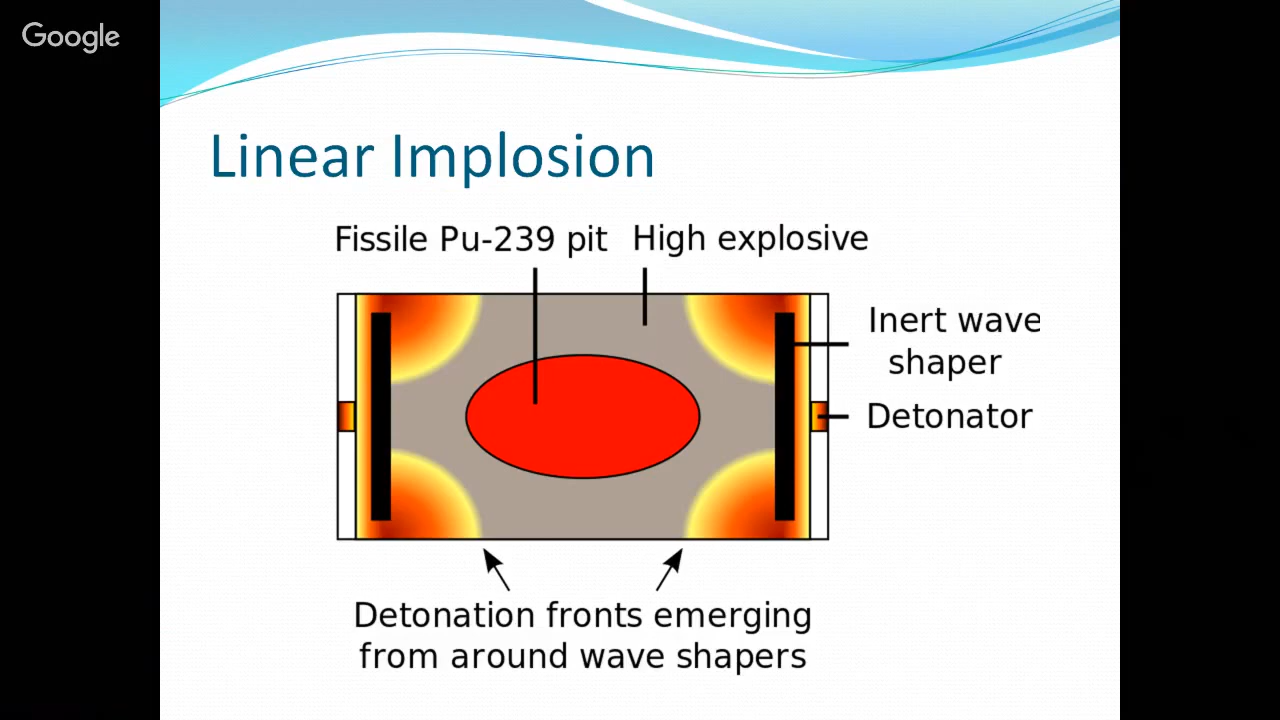 Google
Linear Implosion
Fissile Pu-239 pit High explosive
Inert wave
shaper
Detonator
Detonation fronts emerging
from around wave shapers